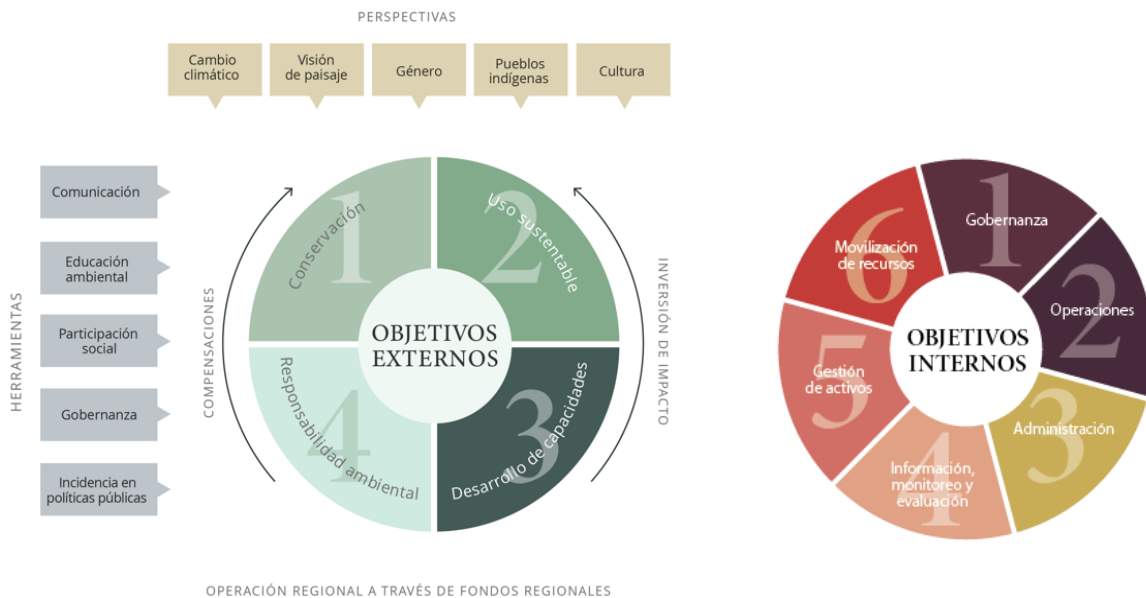 PERSPECTIVAS
Cambio
climático
Visión
de paisaje
Género
Pueblos
indígenas
Cultura
HERRAMIENTAS
Comunicación
Educación
ambiental
Participación
social
Gobernanza
Incidencia en
políticas públicas
COMPENSACIONES
1
Conservación
2
Uso sustentable
3
Desarrollo de capacidades
4
Responsabilidad ambiental
OBJETIVOS
EXTERNOS
INVERSIÓN DE IMPACTO
OPERACIÓN REGIONAL A TRAVÉS DE FONDOS REGIONALES
1
Gobernanza
2
Operaciones
3
Administración
4
Información,
monitoreo y
evaluación
5
Gestión
de activos
6
Movilización
de recursos
OBJETIVOS
INTERNOS